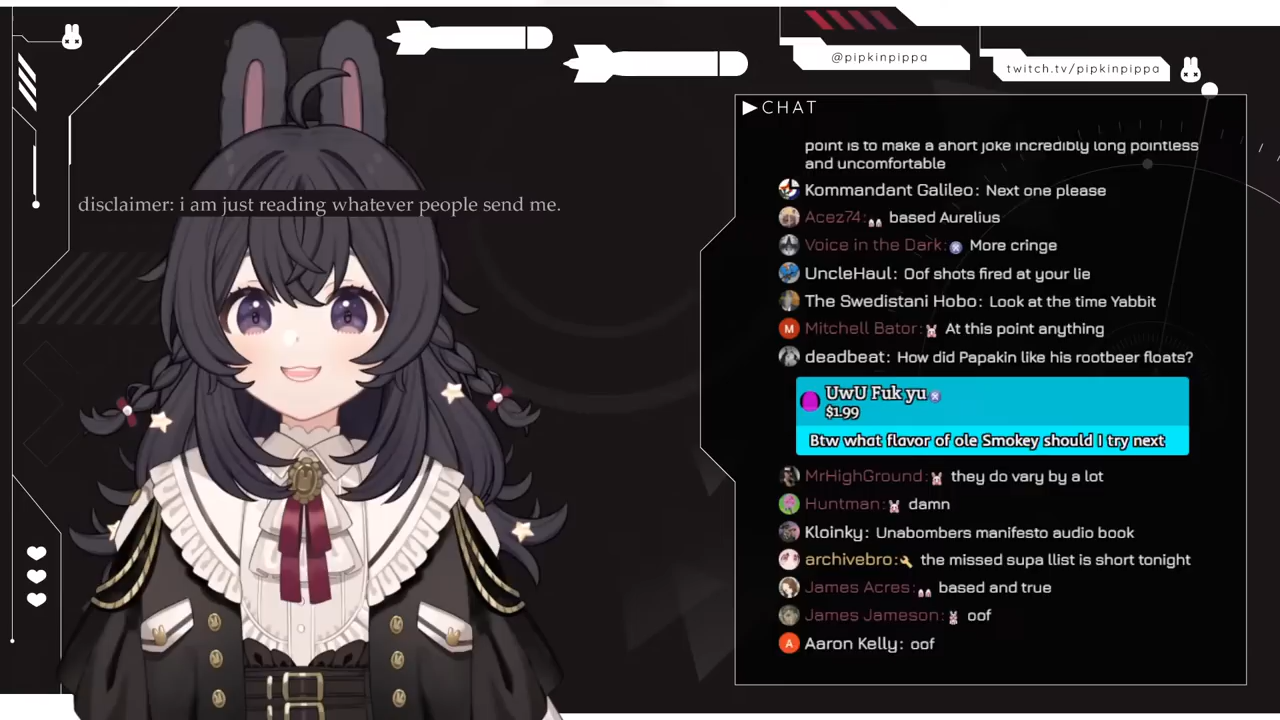 @pipkinpippa
twitch.tv/pipkinpippa
▶CHAT
point is to make a ahort joke incredibly long pointless
and uncomfortable
Kommandant Galileo: Next one please
Acez74: based Aurelius
Voice in the Dark: More cringe
UncleHaul: Oof shots fired at your lie
The Swedistani Hobo: Look at the time Yabbit
M Mitchell Bator: At this point anything
deadbeat: How did Papakin like his rootbeer floats?
UwU Fuk yu
$1.99
Btw what flavor of ole Smokey should I try next
MrHighGround: they do vary by a lot
Huntman: damn
Kloinky: Unabombers manifesto audio book
archivebro: the missed supa llist is short tonight
James Acres: based and true
James Jameson: oof
A Aaron Kelly: oof
disclaimer: i am just reading whatever people send me.